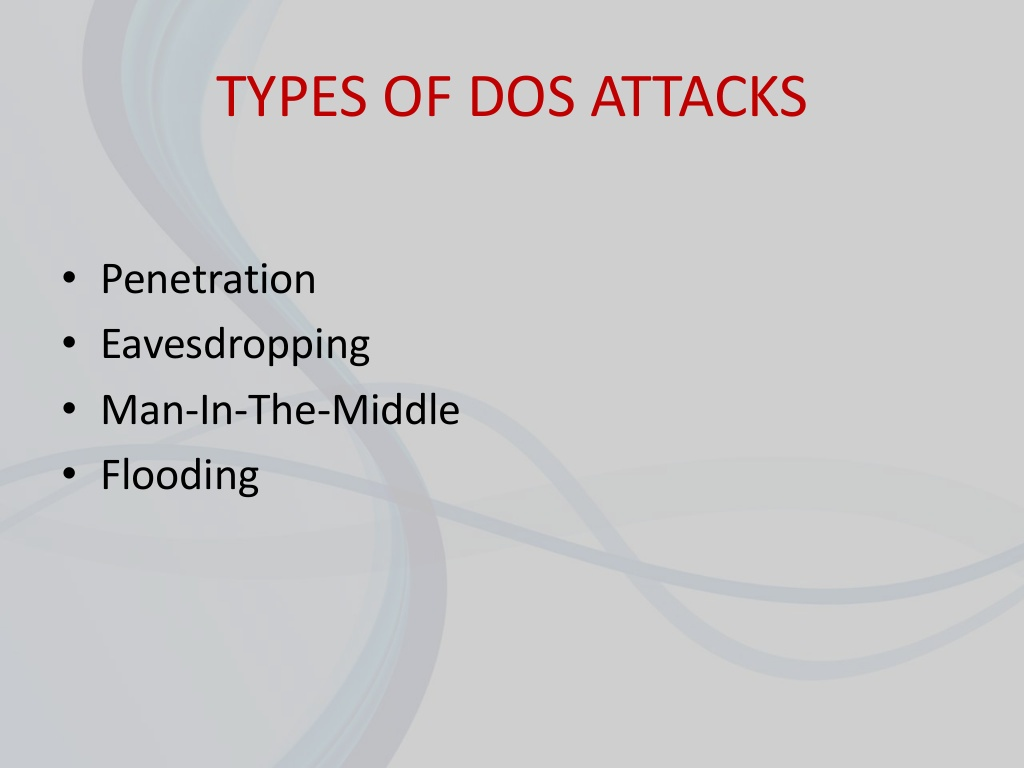 TYPES OF DOS ATTACKS
• Penetration
• Eavesdropping
• Man-In-The-Middle
• Flooding